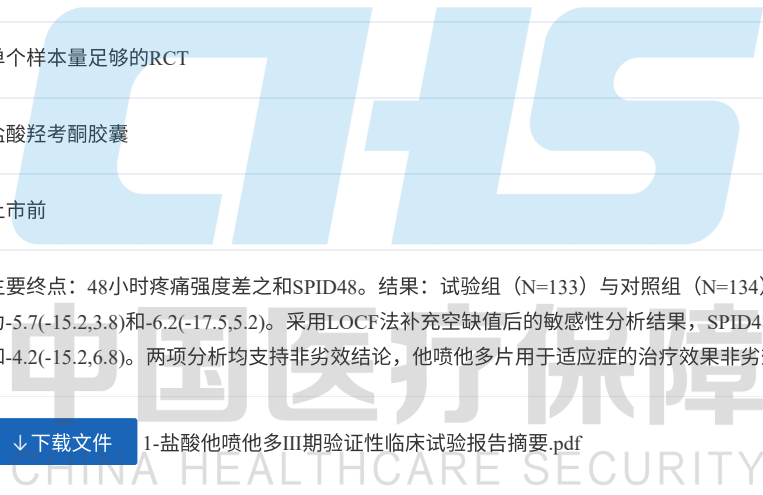 单个样本量足够的RCT
盐酸羟考酮胶囊
上市前
主要终点：48小时疼痛强度差之和SPID48。结果：试验组（N=133）与对照组（N=134）
-5.7(-15.2,3.8)和-6.2(-17.5,5.2)。采用LOCF法补充空缺值后的敏感性分析结果，SPID4
-4.2(-15.2,6.8)。两项分析均支持非劣效结论，他喷他多片用于适应症的治疗效果非劣
↓下载文件 1-盐酸他喷他多III期验证性临床试验报告摘要.pdf
CHS
中国医疗保障
CHINA HEALTHCARE SECURITY